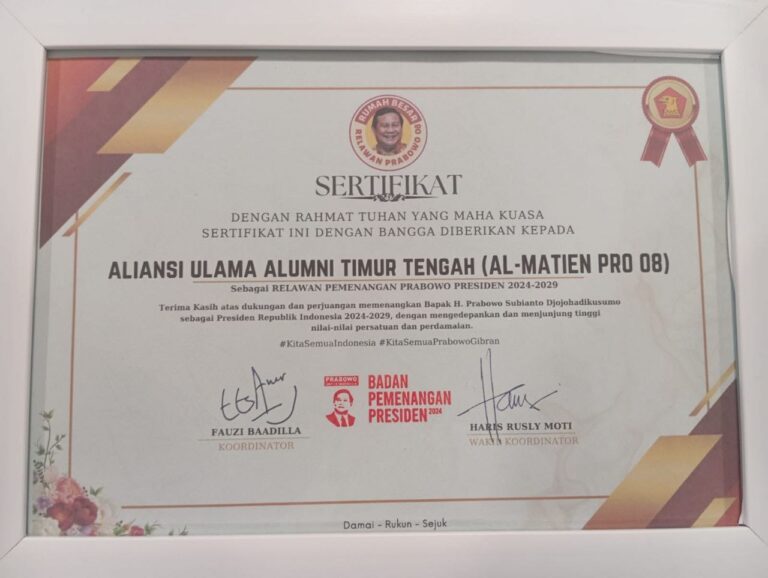 RUMAH BESAR
RELAWAN PRABOWO 08
SERTIFIKAT
DENGAN RAHMAT TUHAN YANG MAHA KUASA
SERTIFIKAT INI DENGAN BANGGA DIBERIKAN KEPADA
ALIANSI ULAMA ALUMNI TIMUR TENGAH (AL-MATIEN PRO 08)
Sebagai RELAWAN PEMENANGAN PRABOWO PRESIDEN 2024-2029
Terima Kasih atas dukungan dan perjuangan memenangkan Bapak H. Prabowo Subianto Djojohadikusumo
sebagai Presiden Republik Indonesia 2024-2029, dengan mengedepankan dan menjunjung tinggi
nilai-nilai persatuan dan perdamaian.
#KitaSemuaIndonesia #KitaSemuaPrabowoGibran
PRABOWO
BADAN
PEMENANGAN
PRESIDEN 2024
FAUZI BAADILLA
KOORDINATOR
HARIS RUSLY MOTI
WAKIL KOORDINATOR
Damai - Rukun - Sejuk